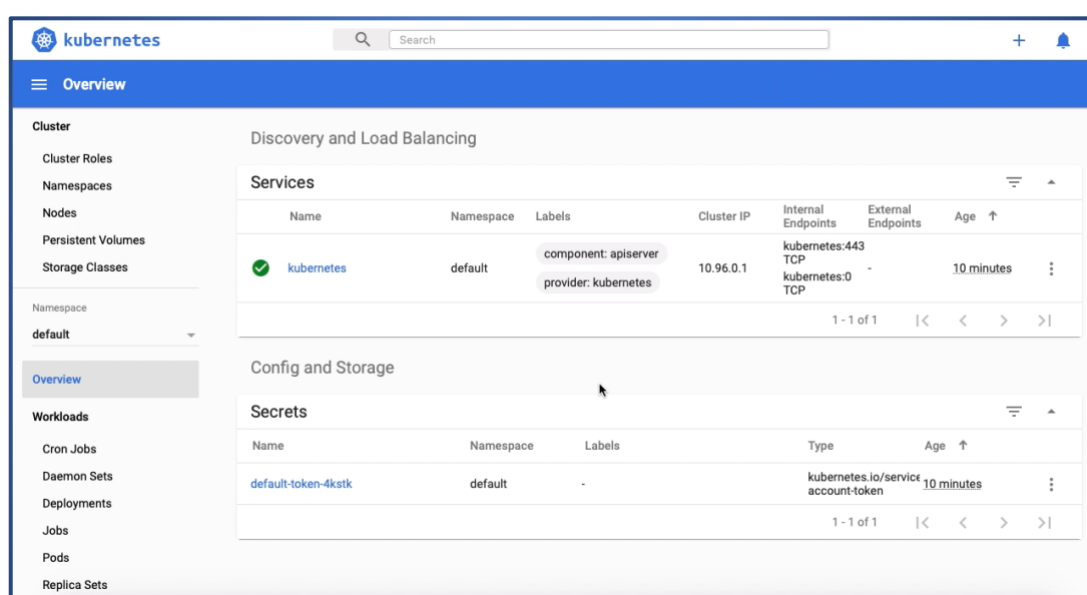 kubernetes
Search
Overview
Cluster
Cluster Roles
Namespaces
Nodes
Persistent Volumes
Storage Classes
Namespace
default
Overview
Workloads
Cron Jobs
Daemon Sets
Deployments
Jobs
Pods
Replica Sets
Discovery and Load Balancing
Services
Name Namespace Labels Cluster IP Internal Endpoints External Endpoints Age
kubernetes default component: apiserver provider: kubernetes 10.96.0.1 kubernetes:443 TCP kubernetes:0 TCP - 10 minutes
1 - 1 of 1
Config and Storage
Secrets
Name Namespace Labels Type Age
default-token-4kstk default - kubernetes.io/service account-token 10 minutes
1 - 1 of 1